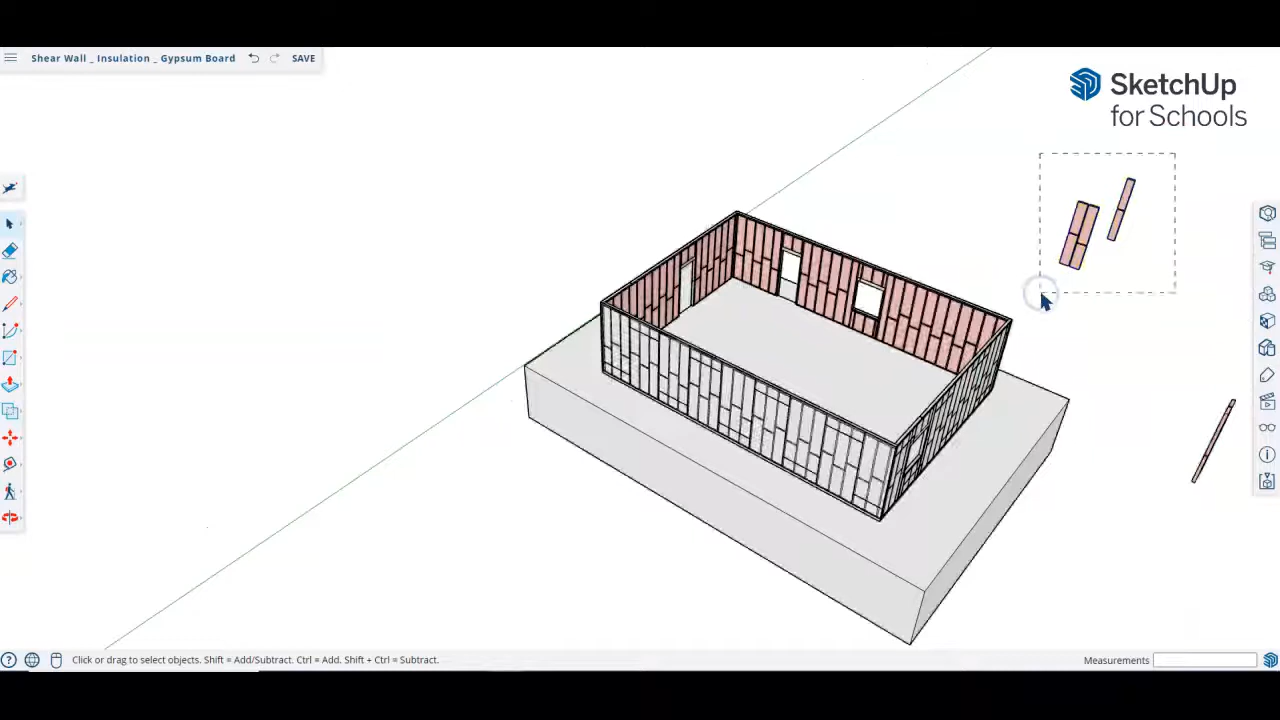 Shear Wall _ Insulation _ Gypsum Board
SAVE
SketchUp
for Schools
Click or drag to select objects. Shift = Add/Subtract. Ctrl = Add. Shift + Ctrl = Subtract.
Measurements